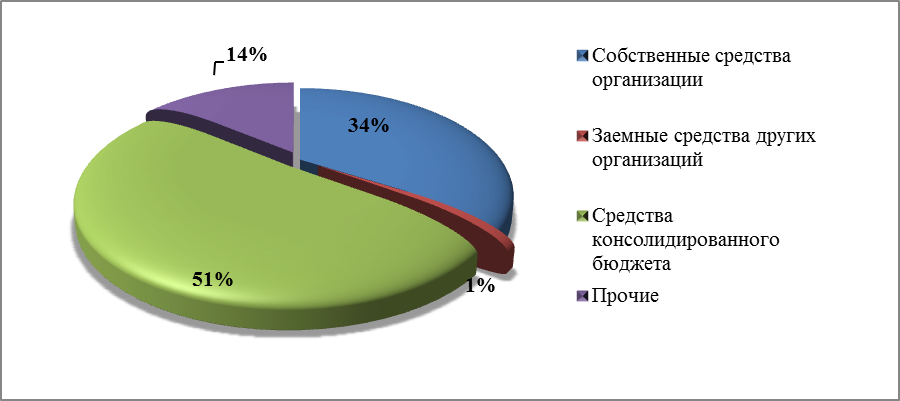 14%
34%
51%
1%
Собственные средства
организации
Заемные средства других
организаций
Средства
консолидированного
бюджета
Прочие